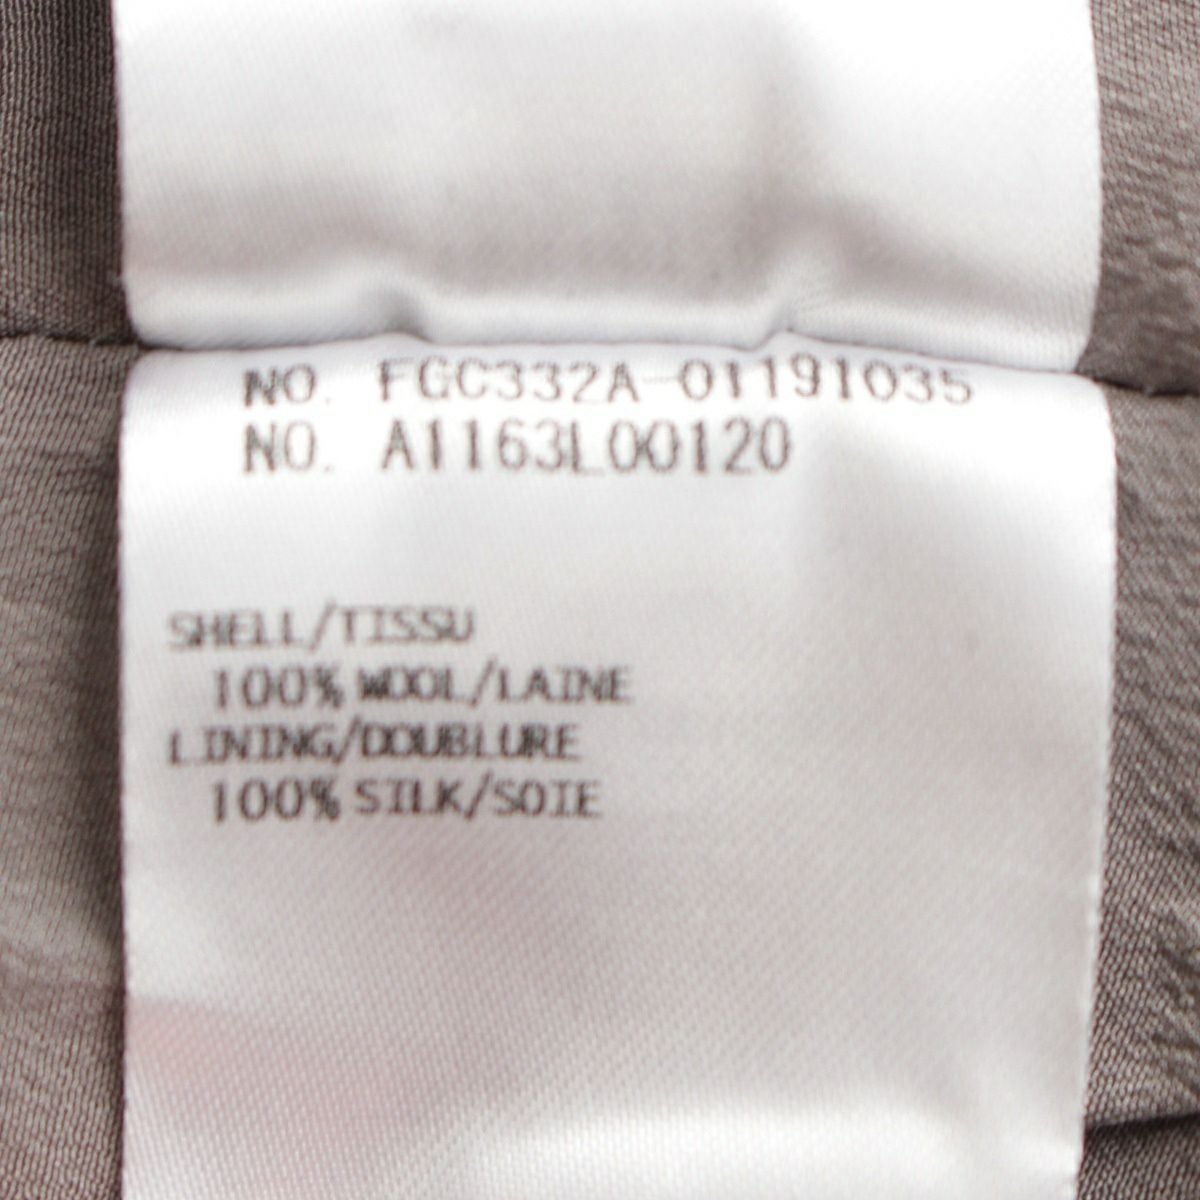 NO. FGC332A-01191035
NO. A1163L00120
SHELL/TISSU
100% WOOL/LAINE
LINING/DOUBLURE
100% SILK/SOIE